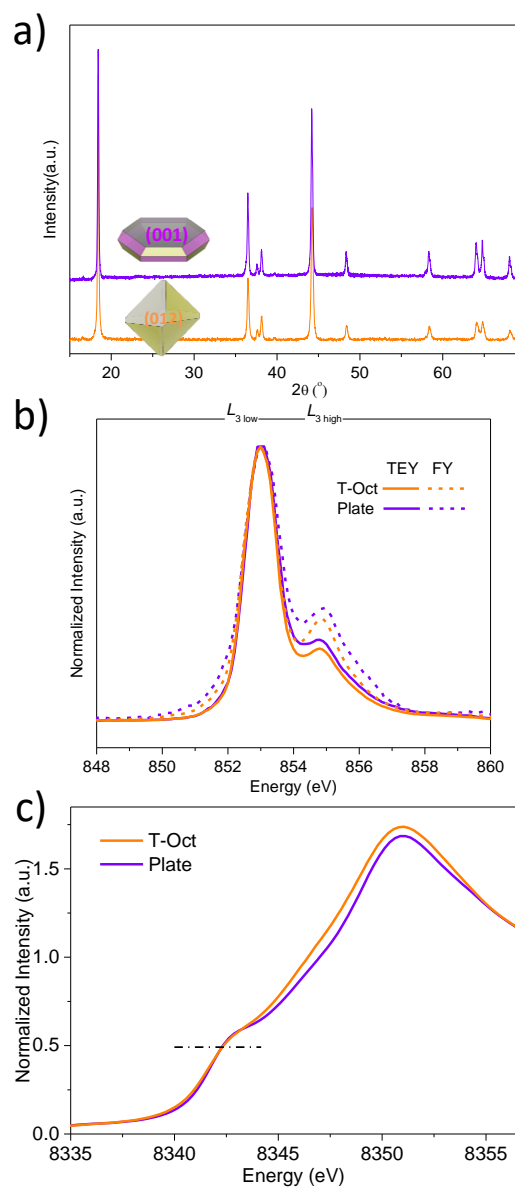 a)
Intensity(a.u.)
(001)
(012)
20 30 40 50 60
2θ (°)
b)
L3 low L3 high
TEY FY
T-Oct
Plate
Normalized Intensity (a.u.)
848 850 852 854 856 858 860
Energy (eV)
c)
T-Oct
Plate
1.5
1.0
0.5
0.0
Normalized Intensity (a.u.)
8335 8340 8345 8350 8355
Energy (eV)